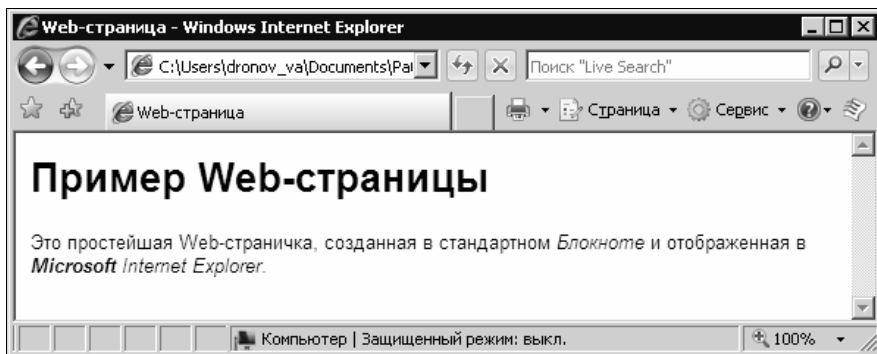 Web-страница - Windows Internet Explorer
C:\Users\dronov_va\Documents\Pa
Поиск "Live Search"
Web-страница
Страница
Сервис
Пример Web-страницы
Это простейшая Web-страничка, созданная в стандартном Блокноте и отображенная в
Microsoft Internet Explorer.
Компьютер | Защищенный режим: выкл.
100%